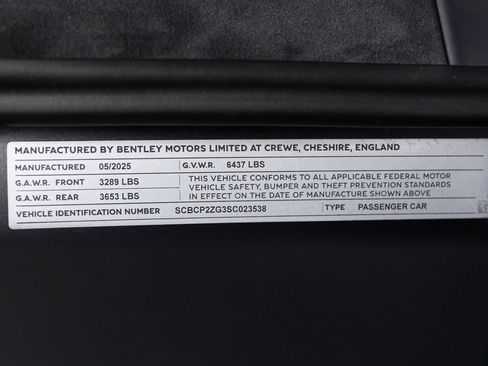 MANUFACTURED BY BENTLEY MOTORS LIMITED AT CREWE, CHESHIRE, ENGLAND
MANUFACTURED 05/2025 G.V.W.R. 6437 LBS
G.A.W.R. FRONT 3289 LBS
THIS VEHICLE CONFORMS TO ALL APPLICABLE FEDERAL MOTOR
VEHICLE SAFETY, BUMPER AND THEFT PREVENTION STANDARDS
G.A.W.R. REAR 3653 LBS
IN EFFECT ON THE DATE OF MANUFACTURE SHOWN ABOVE
VEHICLE IDENTIFICATION NUMBER SCBCP2ZG3SC023538 TYPE PASSENGER CAR